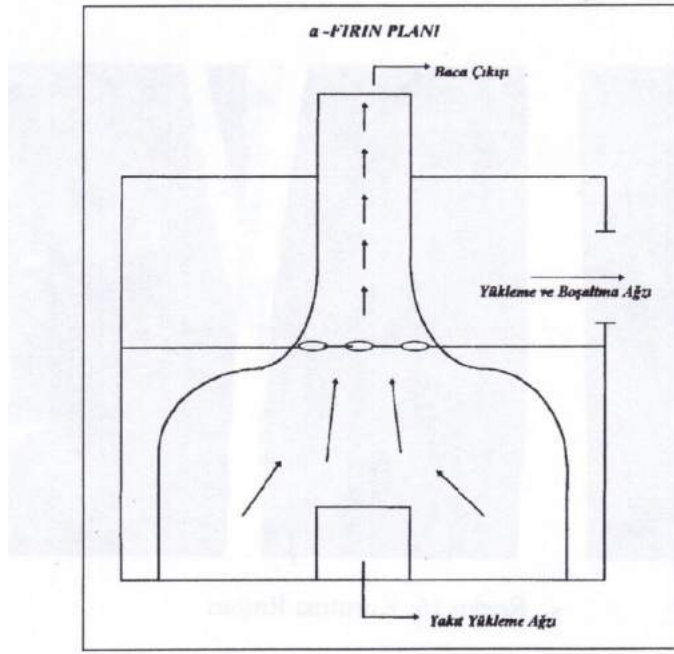 a -FIRIN PLANI
Baca Çıkışı
Yükleme ve Boşaltma Ağzı
Yakıt Yükleme Ağzı